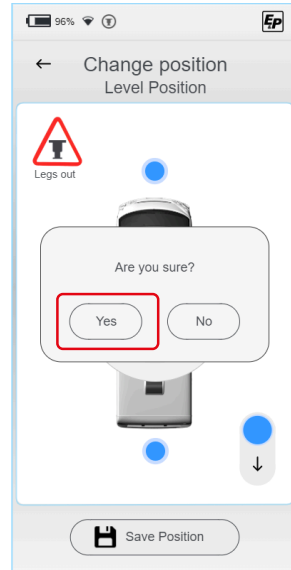 96%
EP
Change position
Level Position
Legs out
Are you sure?
Yes
No
Save Position